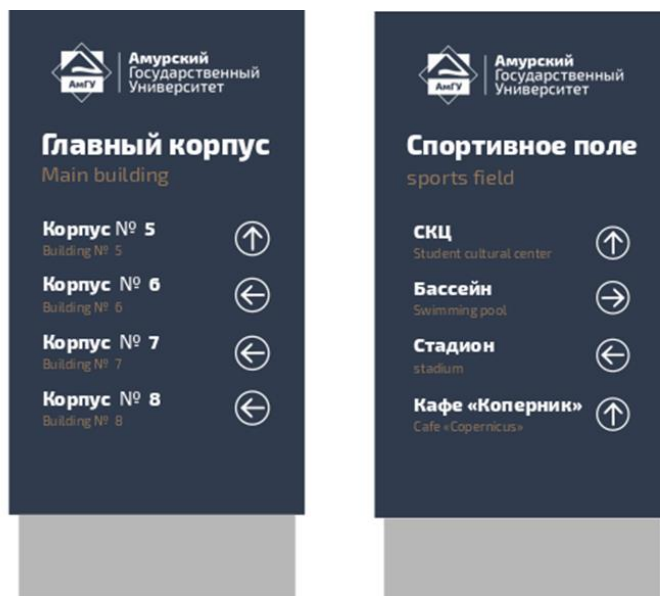 АмГУ
Амурский
Государственный
Университет
Главный корпус
Main building
Корпус № 5
Building № 5
Корпус № 6
Building № 6
Корпус № 7
Building № 7
Корпус № 8
Building № 8
АмГУ
Амурский
Государственный
Университет
Спортивное поле
sports field
СКЦ
Student cultural center
Бассейн
Swimming pool
Стадион
stadium
Кафе «Коперник»
Cafe «Copernicus»